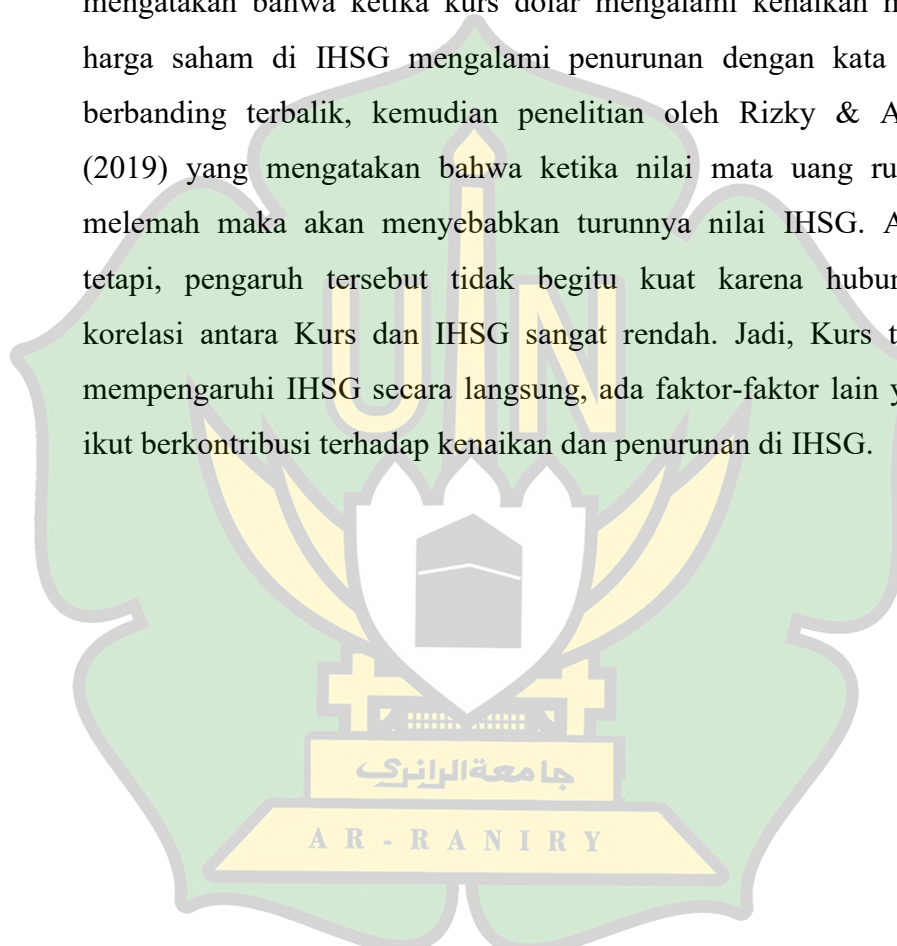 mengatakan bahwa ketika kurs dolar mengalami kenaikan
harga saham di IHSG mengalami penurunan dengan kata
berbanding terbalik, kemudian penelitian oleh Rizky & A
(2019) yang mengatakan bahwa ketika nilai mata uang ru
melemah maka akan menyebabkan turunnya nilai IHSG. A
tetapi, pengaruh tersebut tidak begitu kuat karena hubun
korelasi antara Kurs dan IHSG sangat rendah. Jadi, Kurs t
mempengaruhi IHSG secara langsung, ada faktor-faktor lain y
ikut berkontribusi terhadap kenaikan dan penurunan di IHSG.
UIN
جامعة الرانري
AR-RANIRY